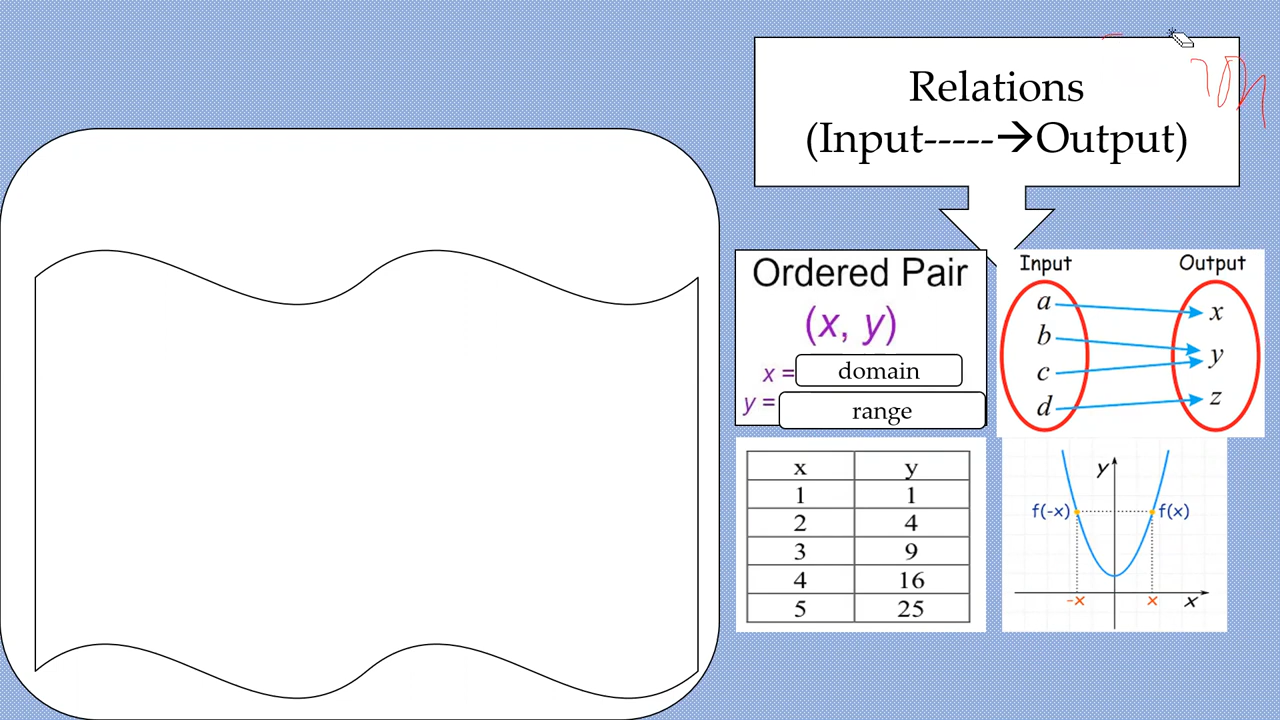 Relations
(Input-----→Output)
Ordered Pair
(x, y)
x = domain
y = range
Input Output
a x
b y
c
d z
x y
1 1
2 4
3 9
4 16
5 25
y
f(-x) f(x)
-x x x